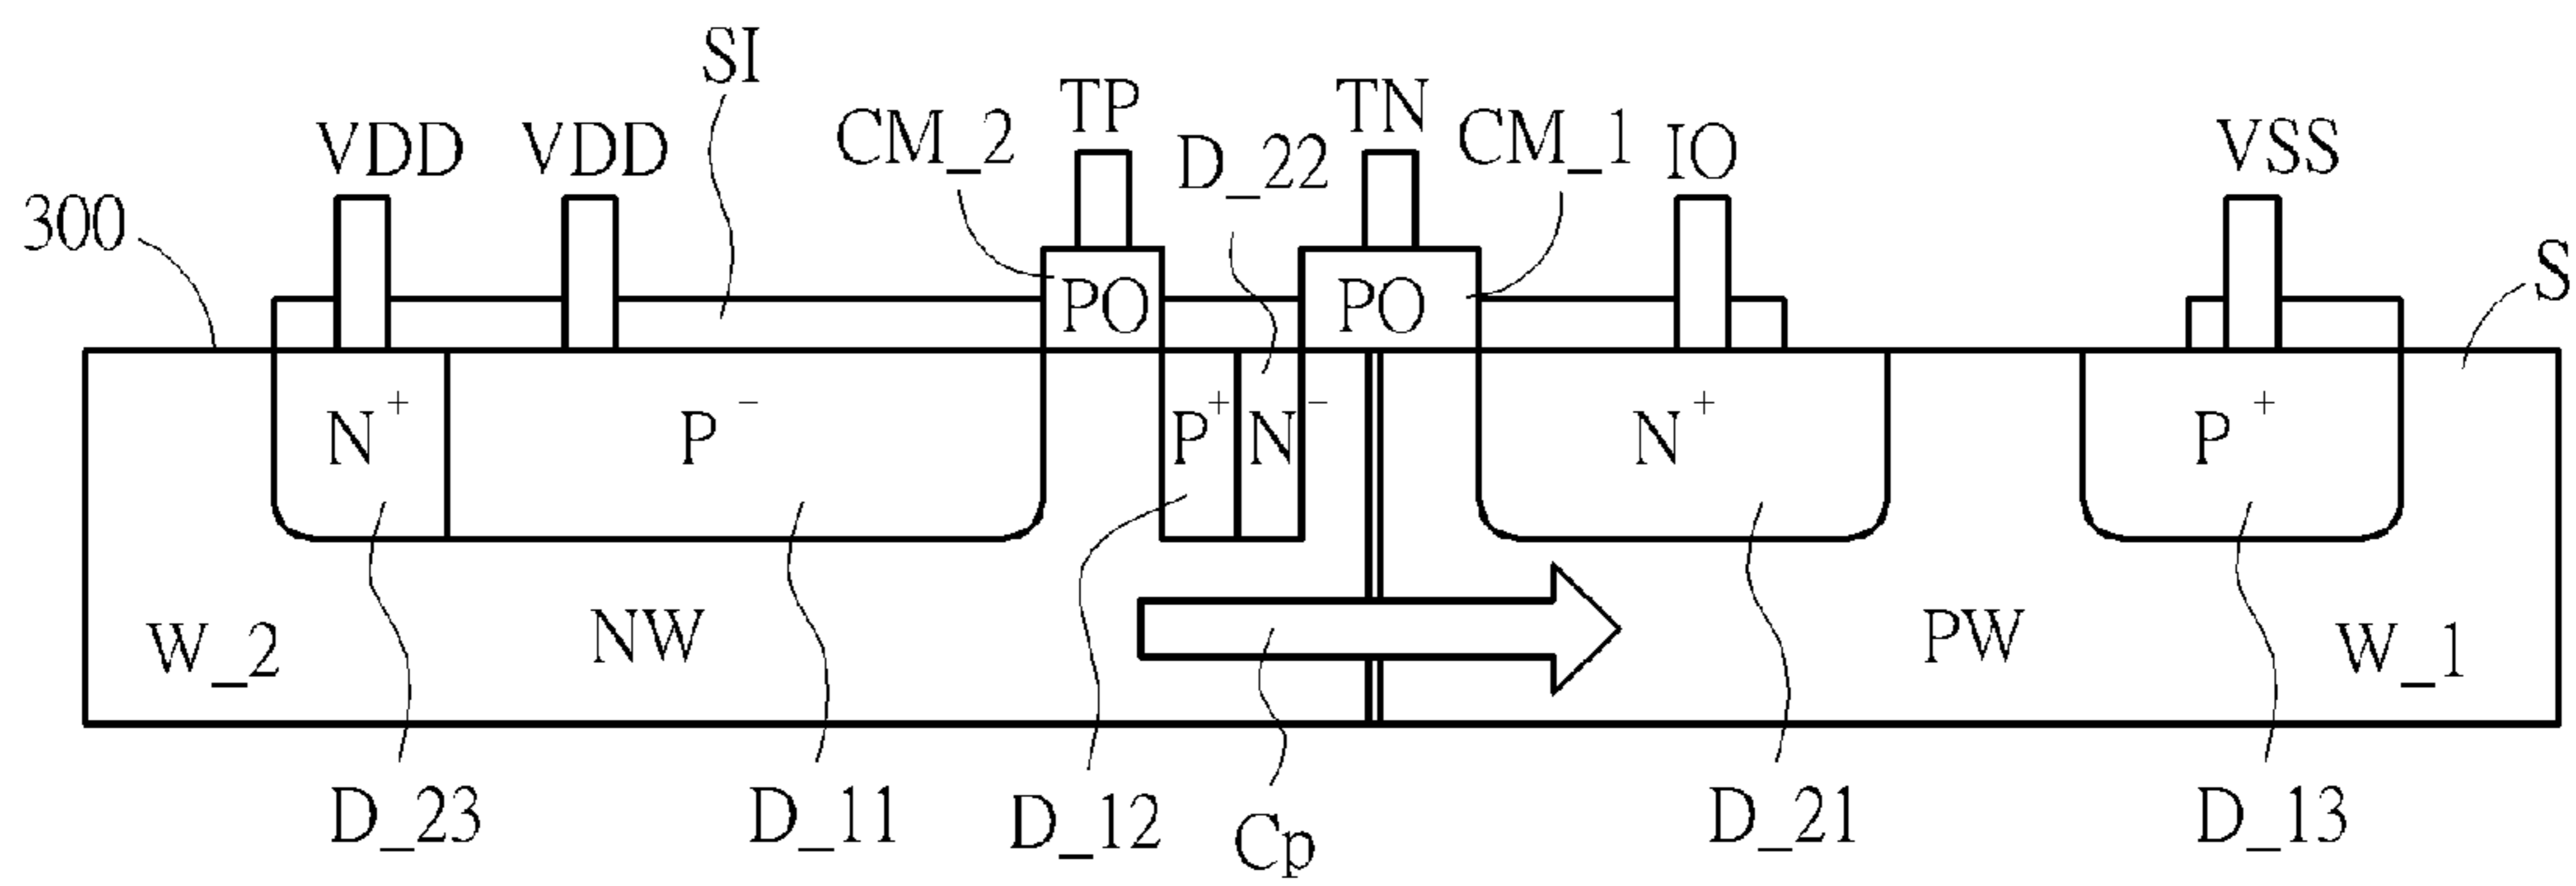 SI
TP
TN
VDD
VDD
CM_2
D_22
CM_1
IO
VSS
300
PO
PO
S
N+
P-
P+
N-
N+
P+
W_2
NW
PW
W_1
D_23
D_11
D_12
Cp
D_21
D_13